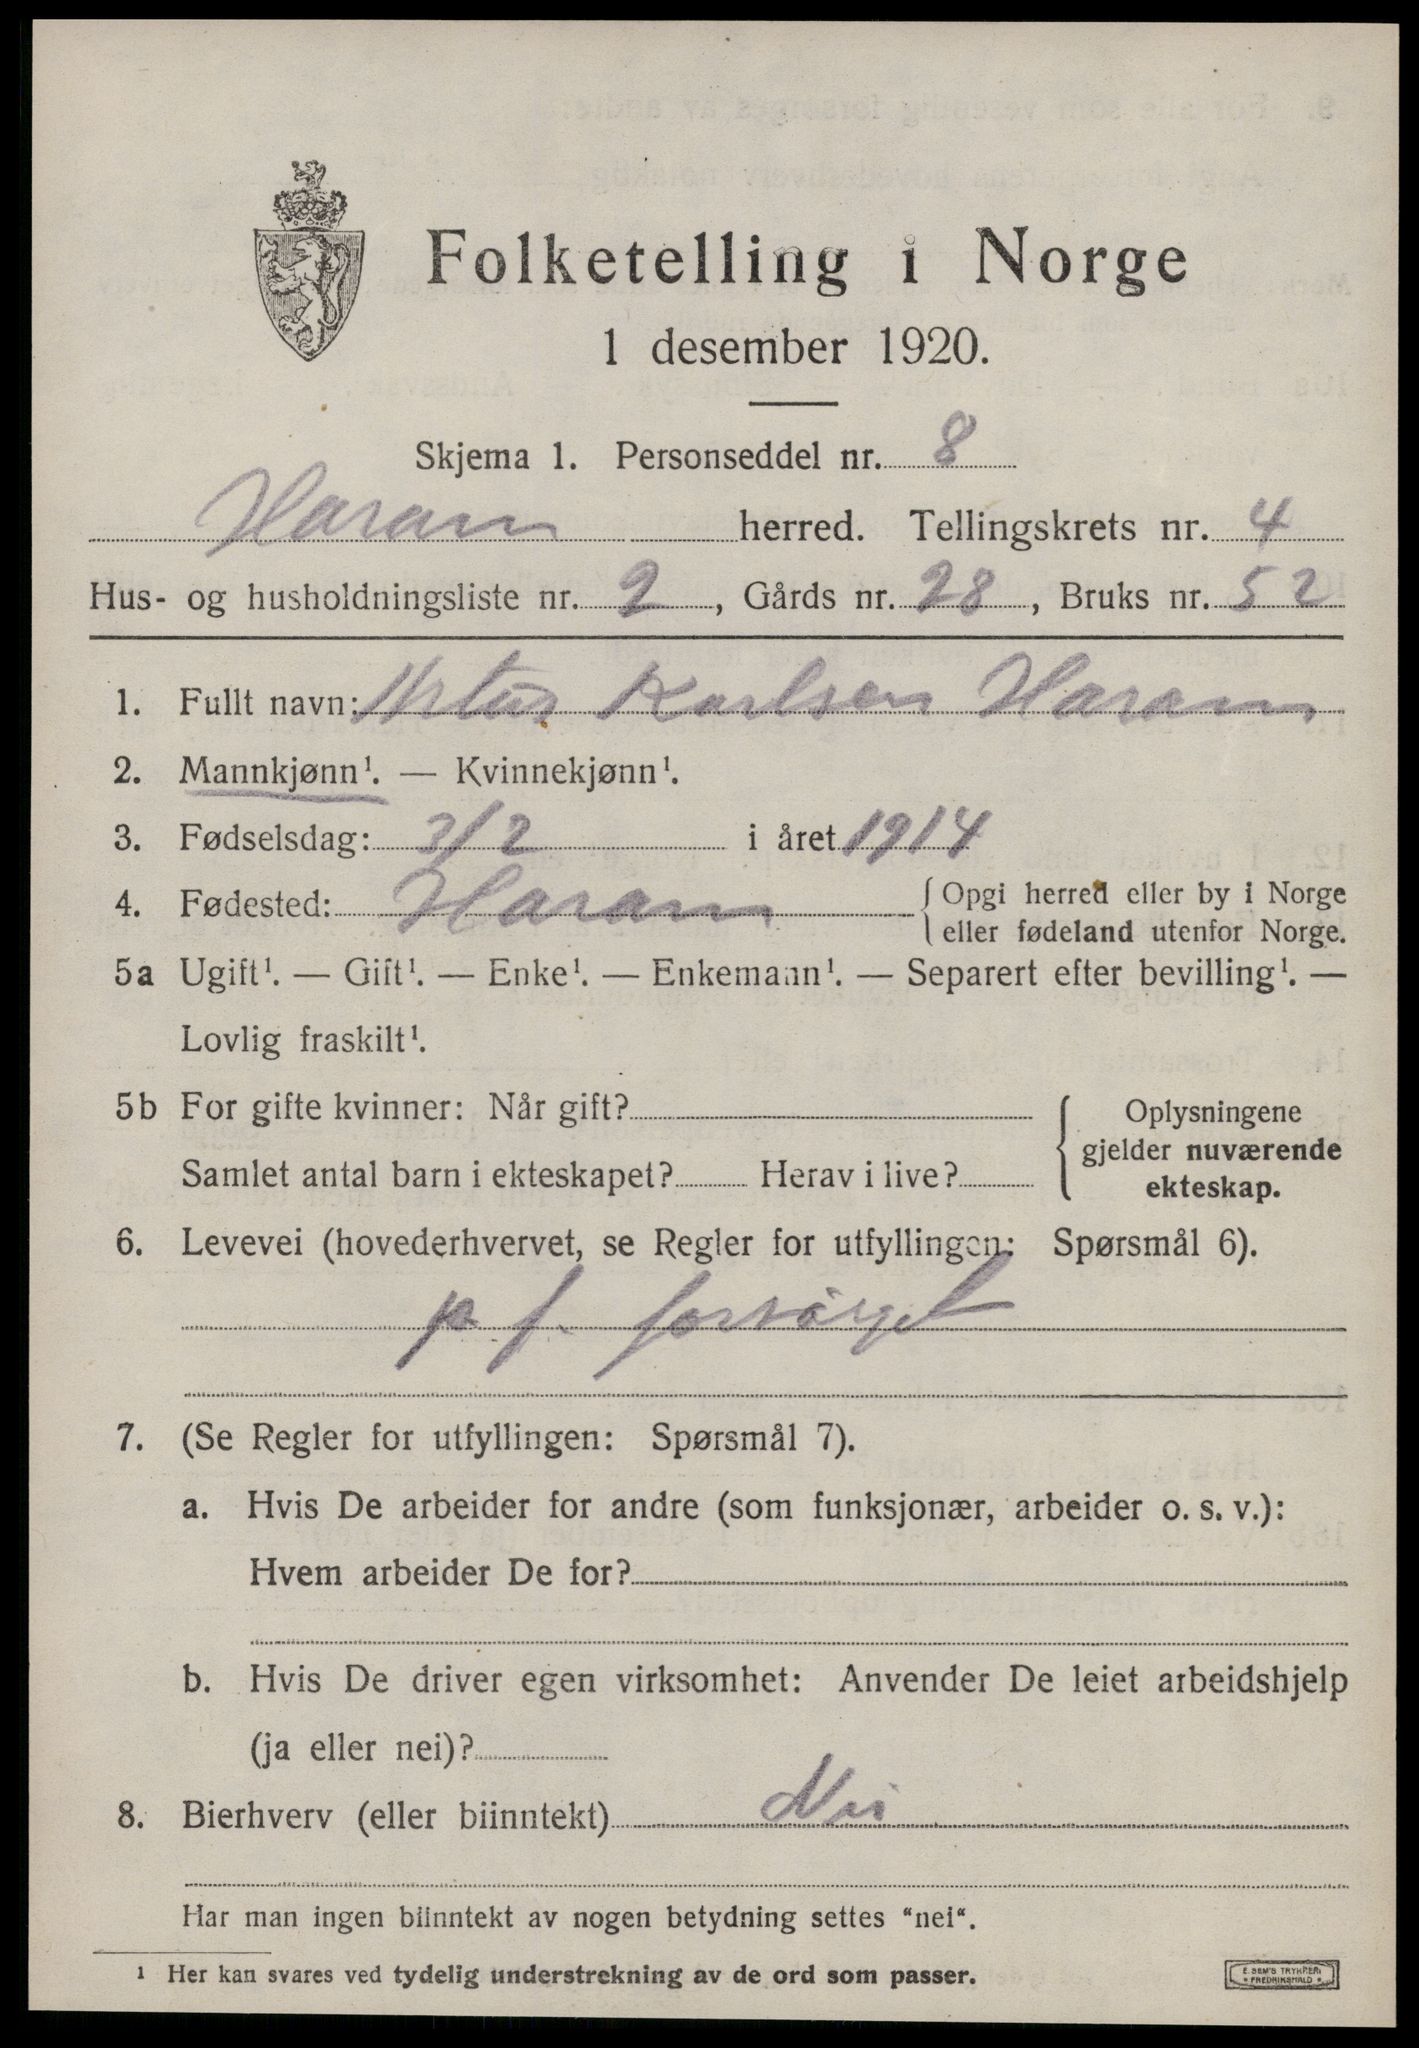 Folketelling i Norge
1 desember 1920.
Skjema 1. Personseddel nr. 8
Haram herred. Tellingskrets nr. 4
Hus- og husholdningsliste nr. 2, Gårds nr. 28, Bruks nr. 52
1. Fullt navn: Artur Karlsen Haram
2. Mannkjønn¹. — Kvinnekjønn¹.
3. Fødselsdag: 3/2 i året 1914
4. Fødested: Haram { Opgi herred eller by i Norge
eller fødeland utenfor Norge.
5a Ugift¹. — Gift¹. — Enke¹. — Enkemann¹. — Separert efter bevilling¹. —
Lovlig fraskilt¹.
5b For gifte kvinner: Når gift? { Oplysningene
gjelder nuværende
Samlet antal barn i ekteskapet? Herav i live? ekteskap.
6. Levevei (hovederhvervet, se Regler for utfyllingen: Spørsmål 6).
p. f. forsörget
7. (Se Regler for utfyllingen: Spørsmål 7).
a. Hvis De arbeider for andre (som funksjonær, arbeider o. s. v.):
Hvem arbeider De for?
b. Hvis De driver egen virksomhet: Anvender De leiet arbeidshjelp
(ja eller nei)?
8. Bierhverv (eller biinntekt) Nei
Har man ingen biinntekt av nogen betydning settes “nei“.
¹ Her kan svares ved tydelig understrekning av de ord som passer.
E. SEM'S TRYKKERI
FREDRIKSHALD